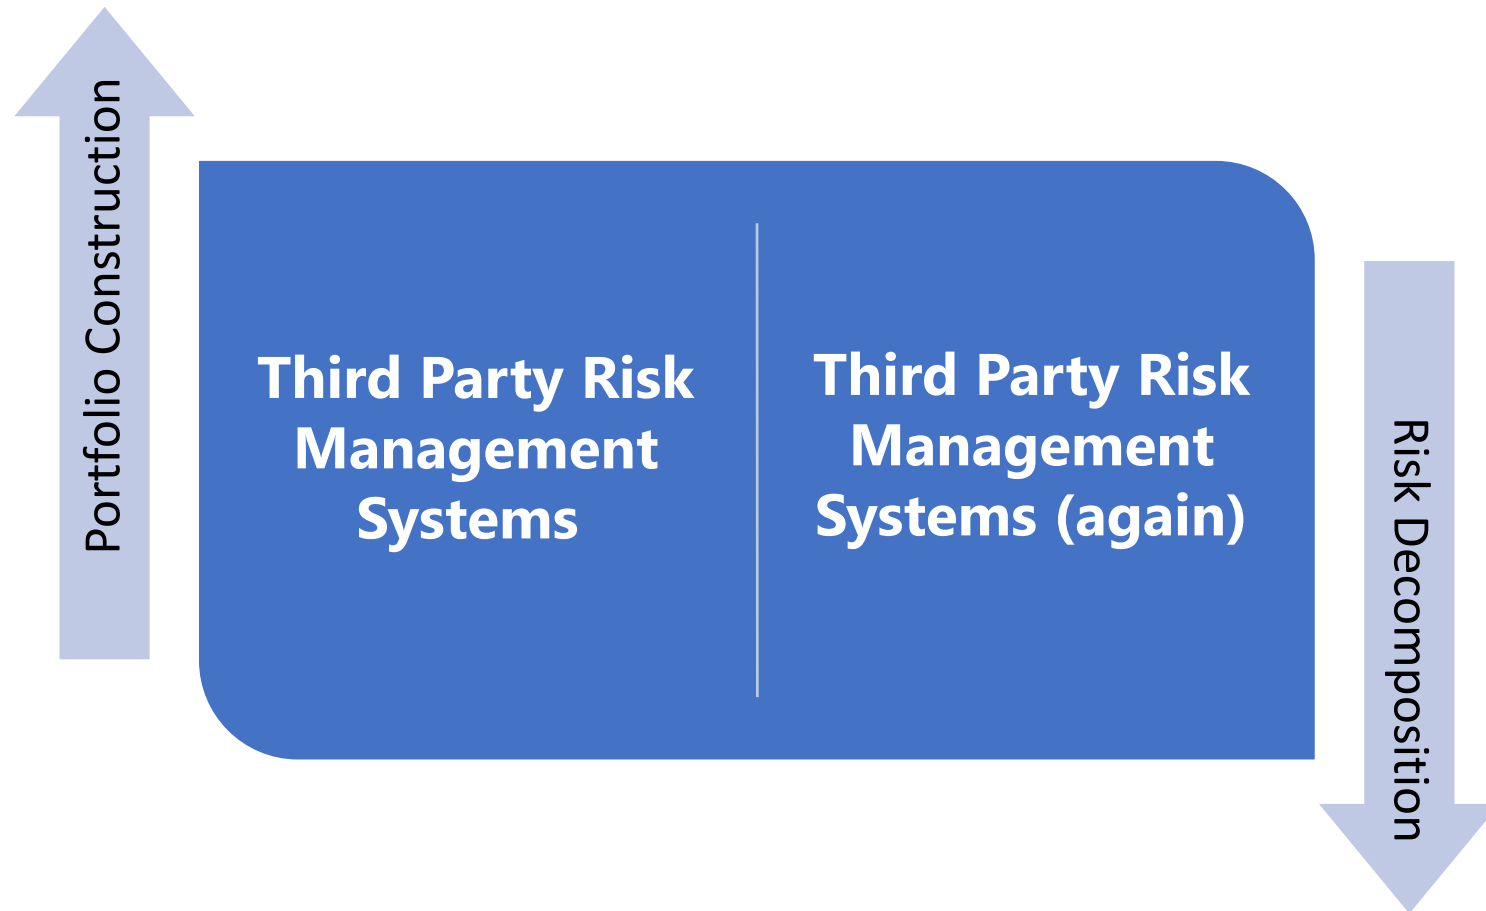 Portfolio Construction
Third Party Risk
Management
Systems
Third Party Risk
Management
Systems (again)
Risk Decomposition